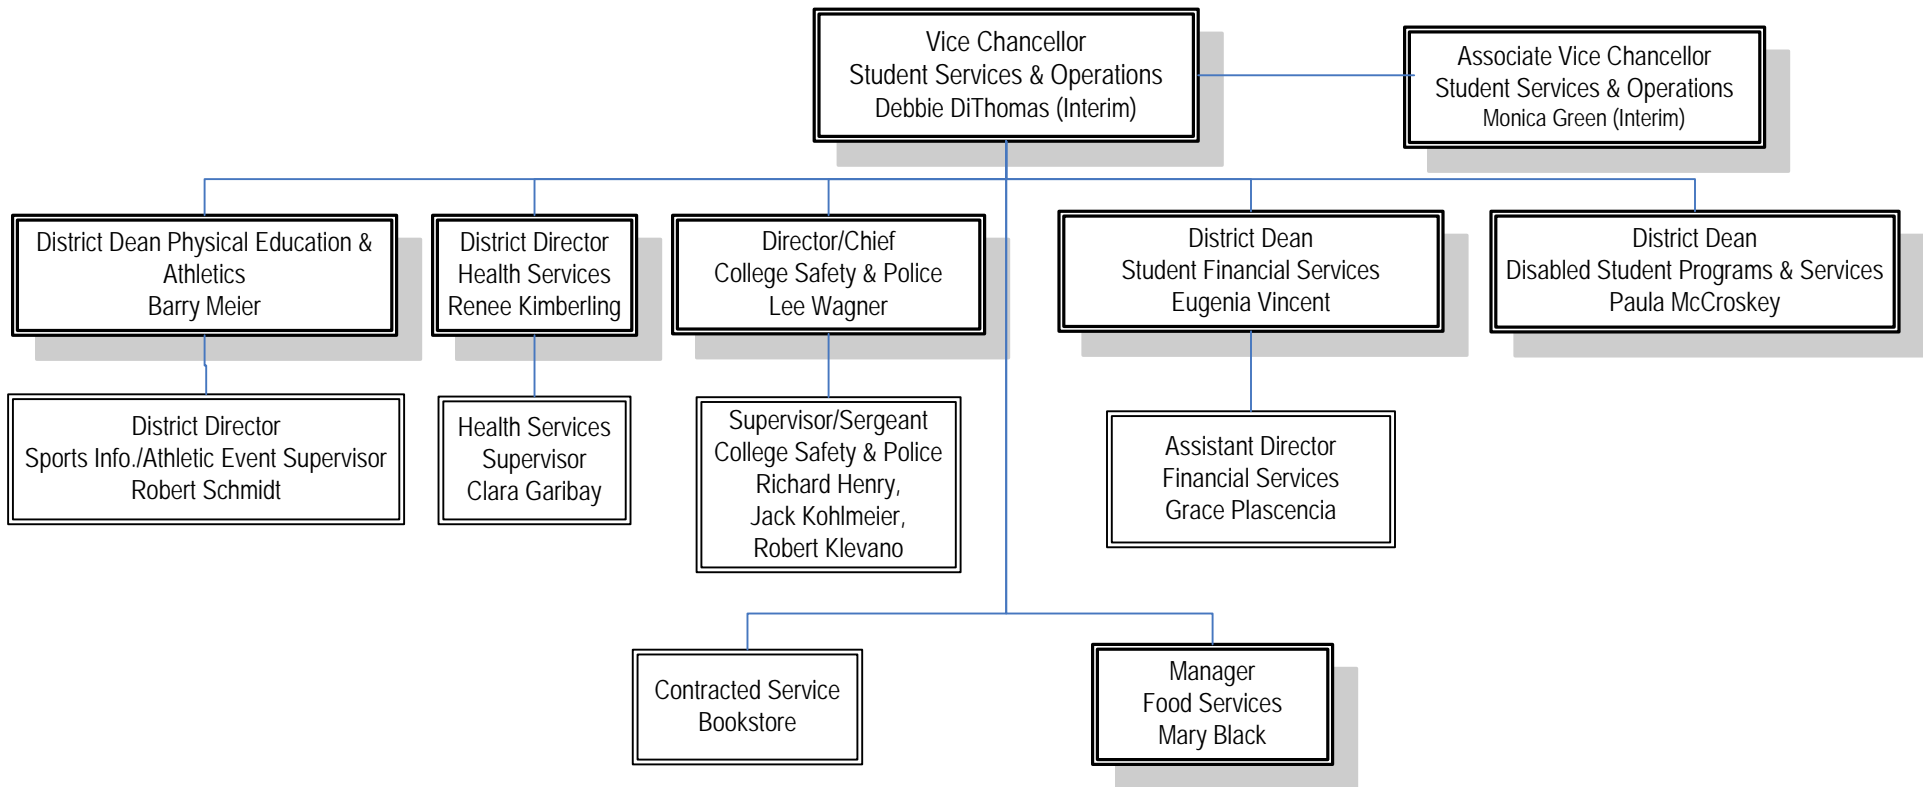 Vice Chancellor
Student Services & Operations
Debbie DiThomas (Interim)
Associate Vice Chancellor
Student Services & Operations
Monica Green (Interim)
District Dean Physical Education &
Athletics
Barry Meier
District Director
Health Services
Renee Kimberling
Director/Chief
College Safety & Police
Lee Wagner
District Dean
Student Financial Services
Eugenia Vincent
District Dean
Disabled Student Programs & Services
Paula McCroskey
District Director
Sports Info./Athletic Event Supervisor
Robert Schmidt
Health Services
Supervisor
Clara Garibay
Supervisor/Sergeant
College Safety & Police
Richard Henry,
Jack Kohlmeier,
Robert Klevano
Assistant Director
Financial Services
Grace Plascencia
Contracted Service
Bookstore
Manager
Food Services
Mary Black